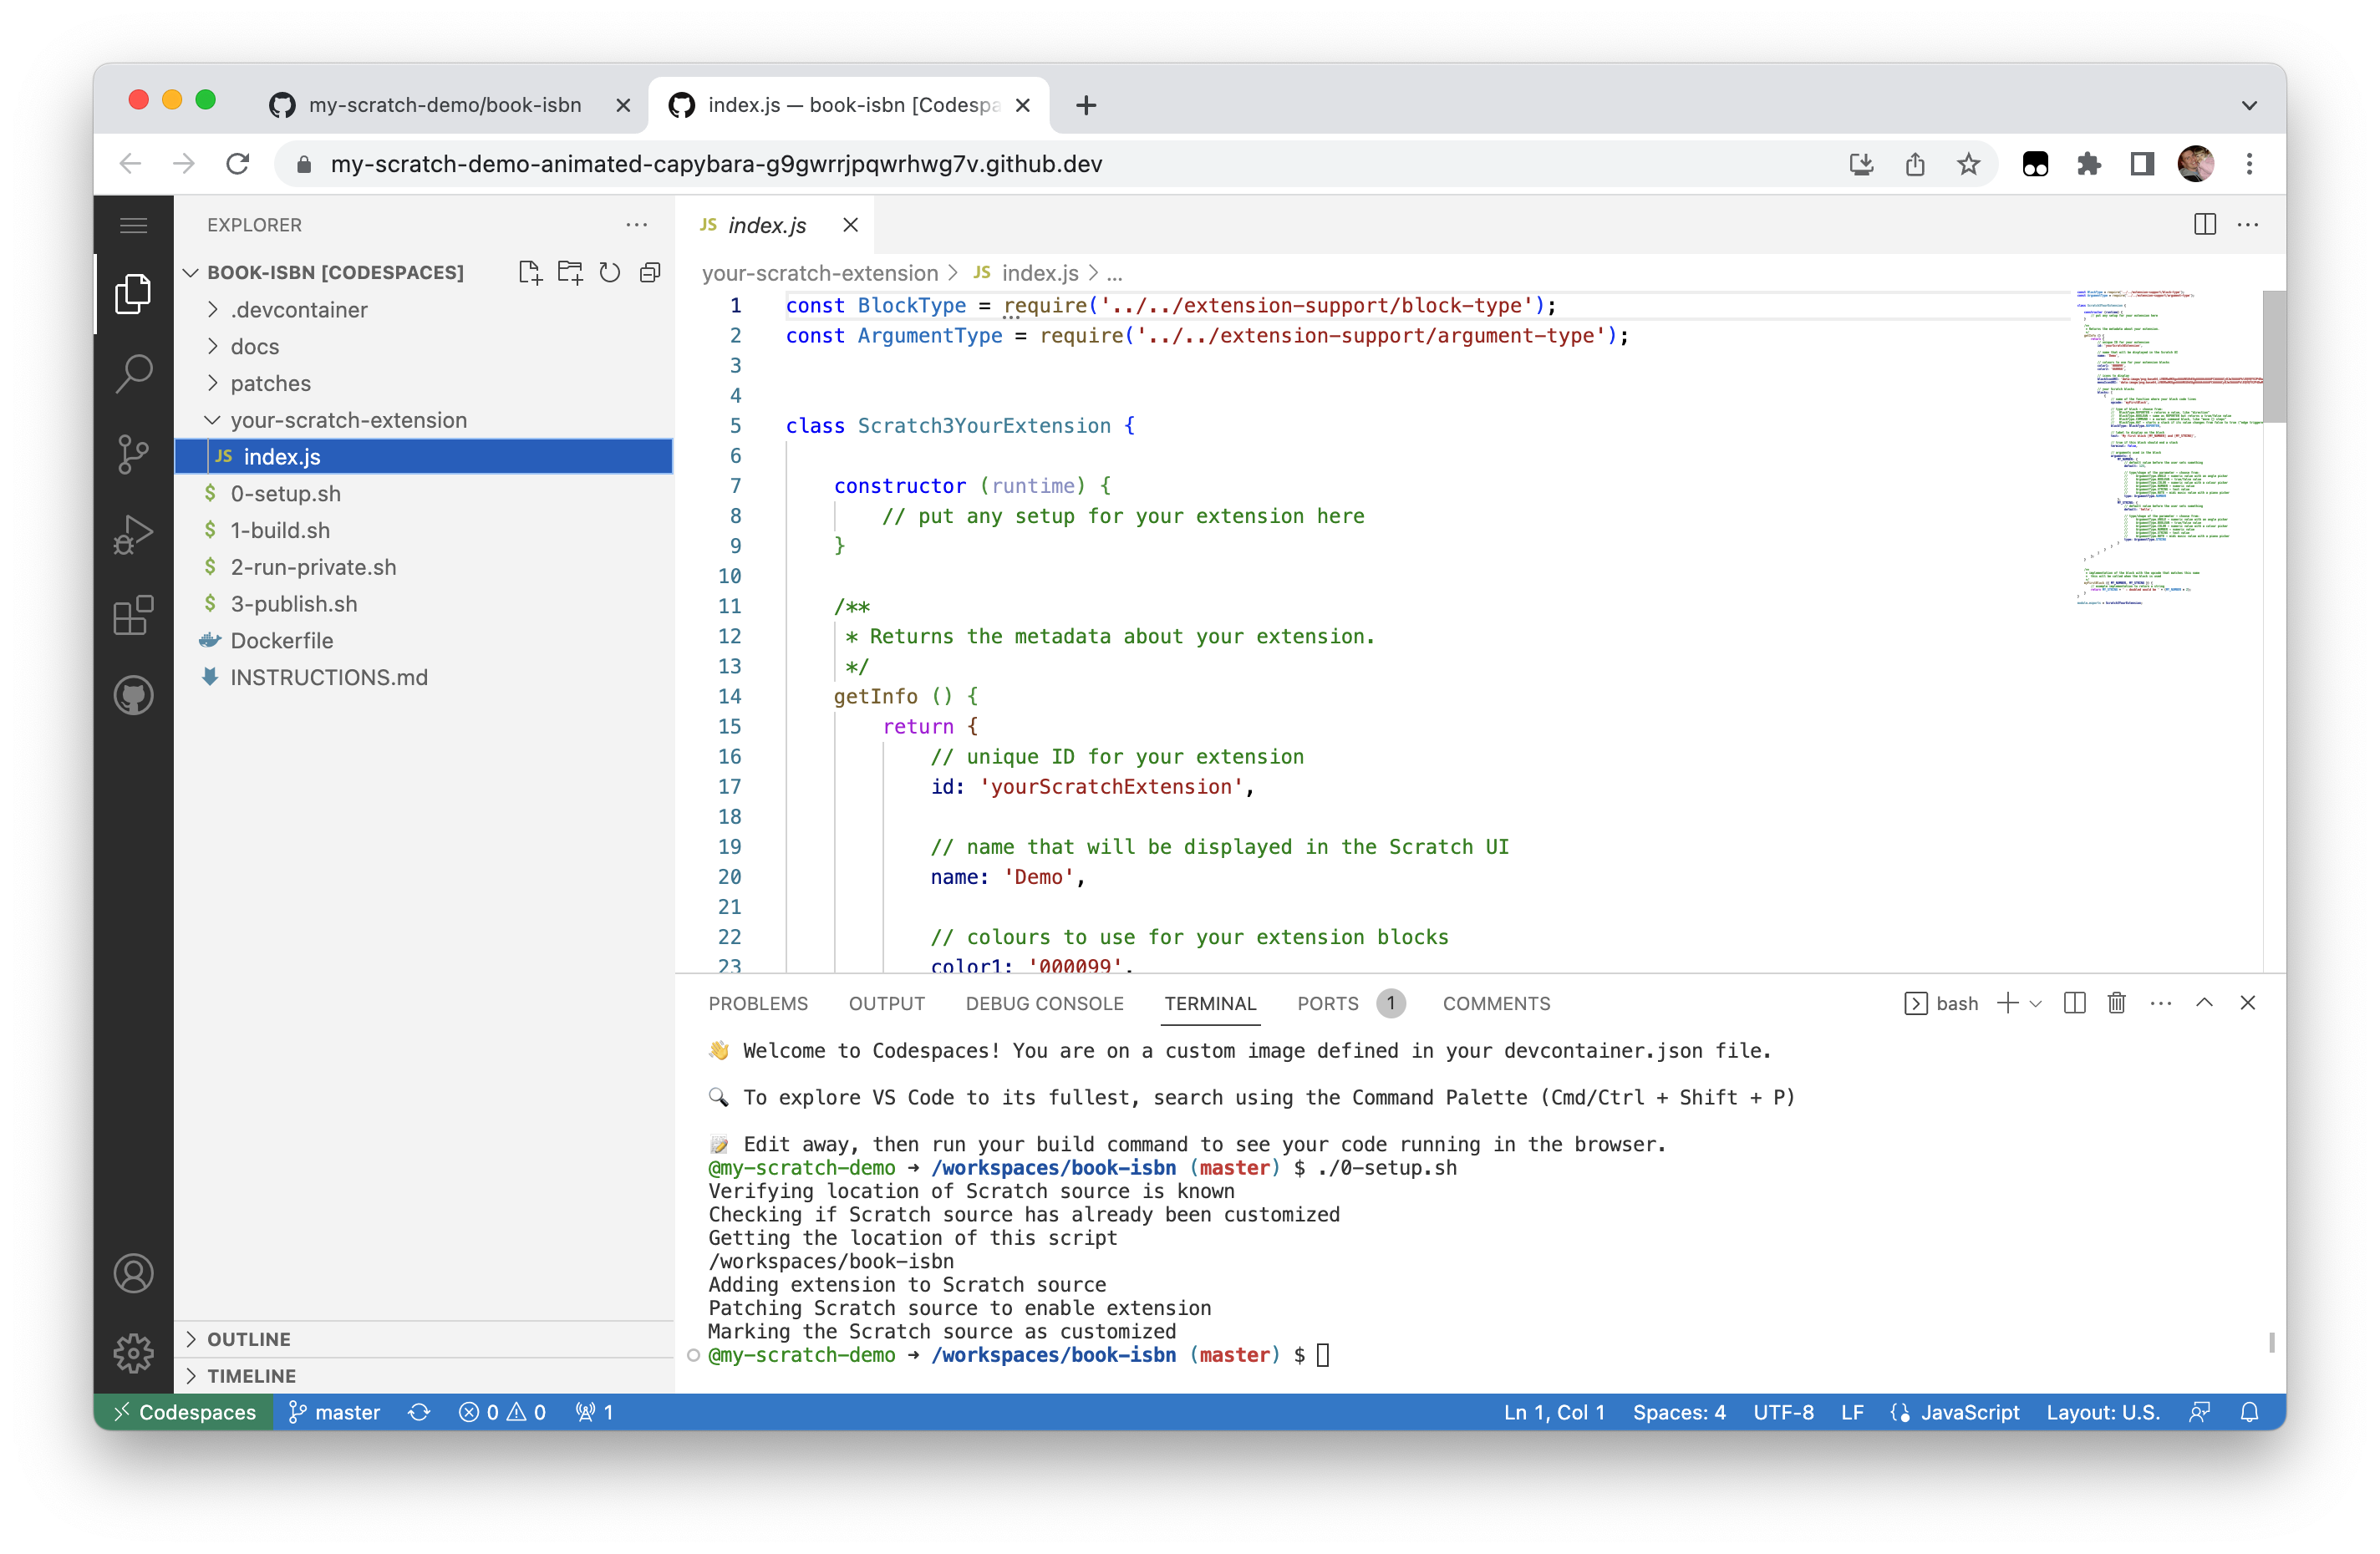 my-scratch-demo/book-isbn
index.js — book-isbn [Codespa
my-scratch-demo-animated-capybara-g9gwrrjpqwrhwg7v.github.dev
EXPLORER
BOOK-ISBN [CODESPACES]
.devcontainer
docs
patches
your-scratch-extension
JS index.js
$ 0-setup.sh
$ 1-build.sh
$ 2-run-private.sh
$ 3-publish.sh
Dockerfile
INSTRUCTIONS.md
OUTLINE
TIMELINE
JS index.js
your-scratch-extension > JS index.js > ...
1 const BlockType = require('../../extension-support/block-type');
2 const ArgumentType = require('../../extension-support/argument-type');
3
4
5 class Scratch3YourExtension {
6
7 constructor (runtime) {
8 // put any setup for your extension here
9 }
10
11 /**
12 * Returns the metadata about your extension.
13 */
14 getInfo () {
15 return {
16 // unique ID for your extension
17 id: 'yourScratchExtension',
18
19 // name that will be displayed in the Scratch UI
20 name: 'Demo',
21
22 // colours to use for your extension blocks
23 color1: '000099',
PROBLEMS OUTPUT DEBUG CONSOLE TERMINAL PORTS 1 COMMENTS
bash
Welcome to Codespaces! You are on a custom image defined in your devcontainer.json file.
To explore VS Code to its fullest, search using the Command Palette (Cmd/Ctrl + Shift + P)
Edit away, then run your build command to see your code running in the browser.
@my-scratch-demo ➜ /workspaces/book-isbn (master) $ ./0-setup.sh
Verifying location of Scratch source is known
Checking if Scratch source has already been customized
Getting the location of this script
/workspaces/book-isbn
Adding extension to Scratch source
Patching Scratch source to enable extension
Marking the Scratch source as customized
@my-scratch-demo ➜ /workspaces/book-isbn (master) $
Codespaces master 0 0 1
Ln 1, Col 1 Spaces: 4 UTF-8 LF {} JavaScript Layout: U.S.